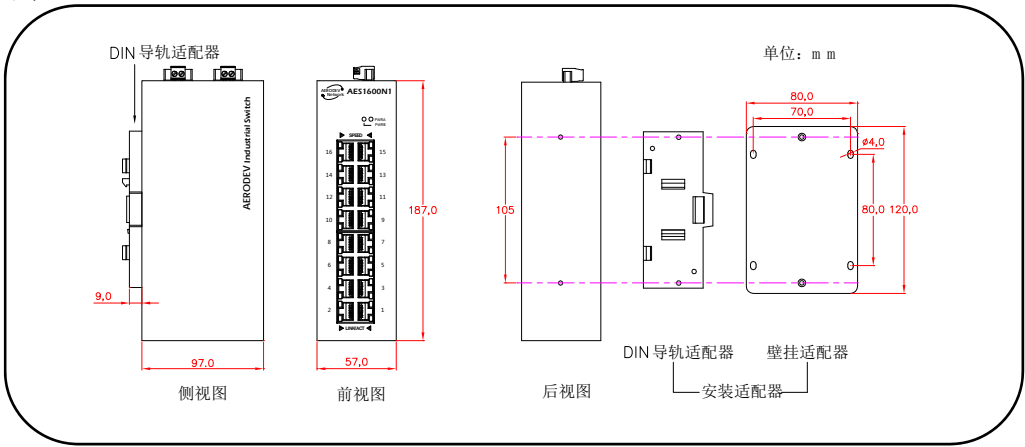 DIN 导轨适配器
单位：mm
AERODEV Industrial Switch
AERODEV
Network
AES1600N1
PWRA
PWRB
SPEED
16 15
14 13
12 11
10 9
8 7
6 5
4 3
2 1
LINK/ACT
9,0
97.0
57,0
187,0
105
80,0
70,0
ø4,0
80,0
120,0
侧视图
前视图
后视图
DIN 导轨适配器
壁挂适配器
安装适配器